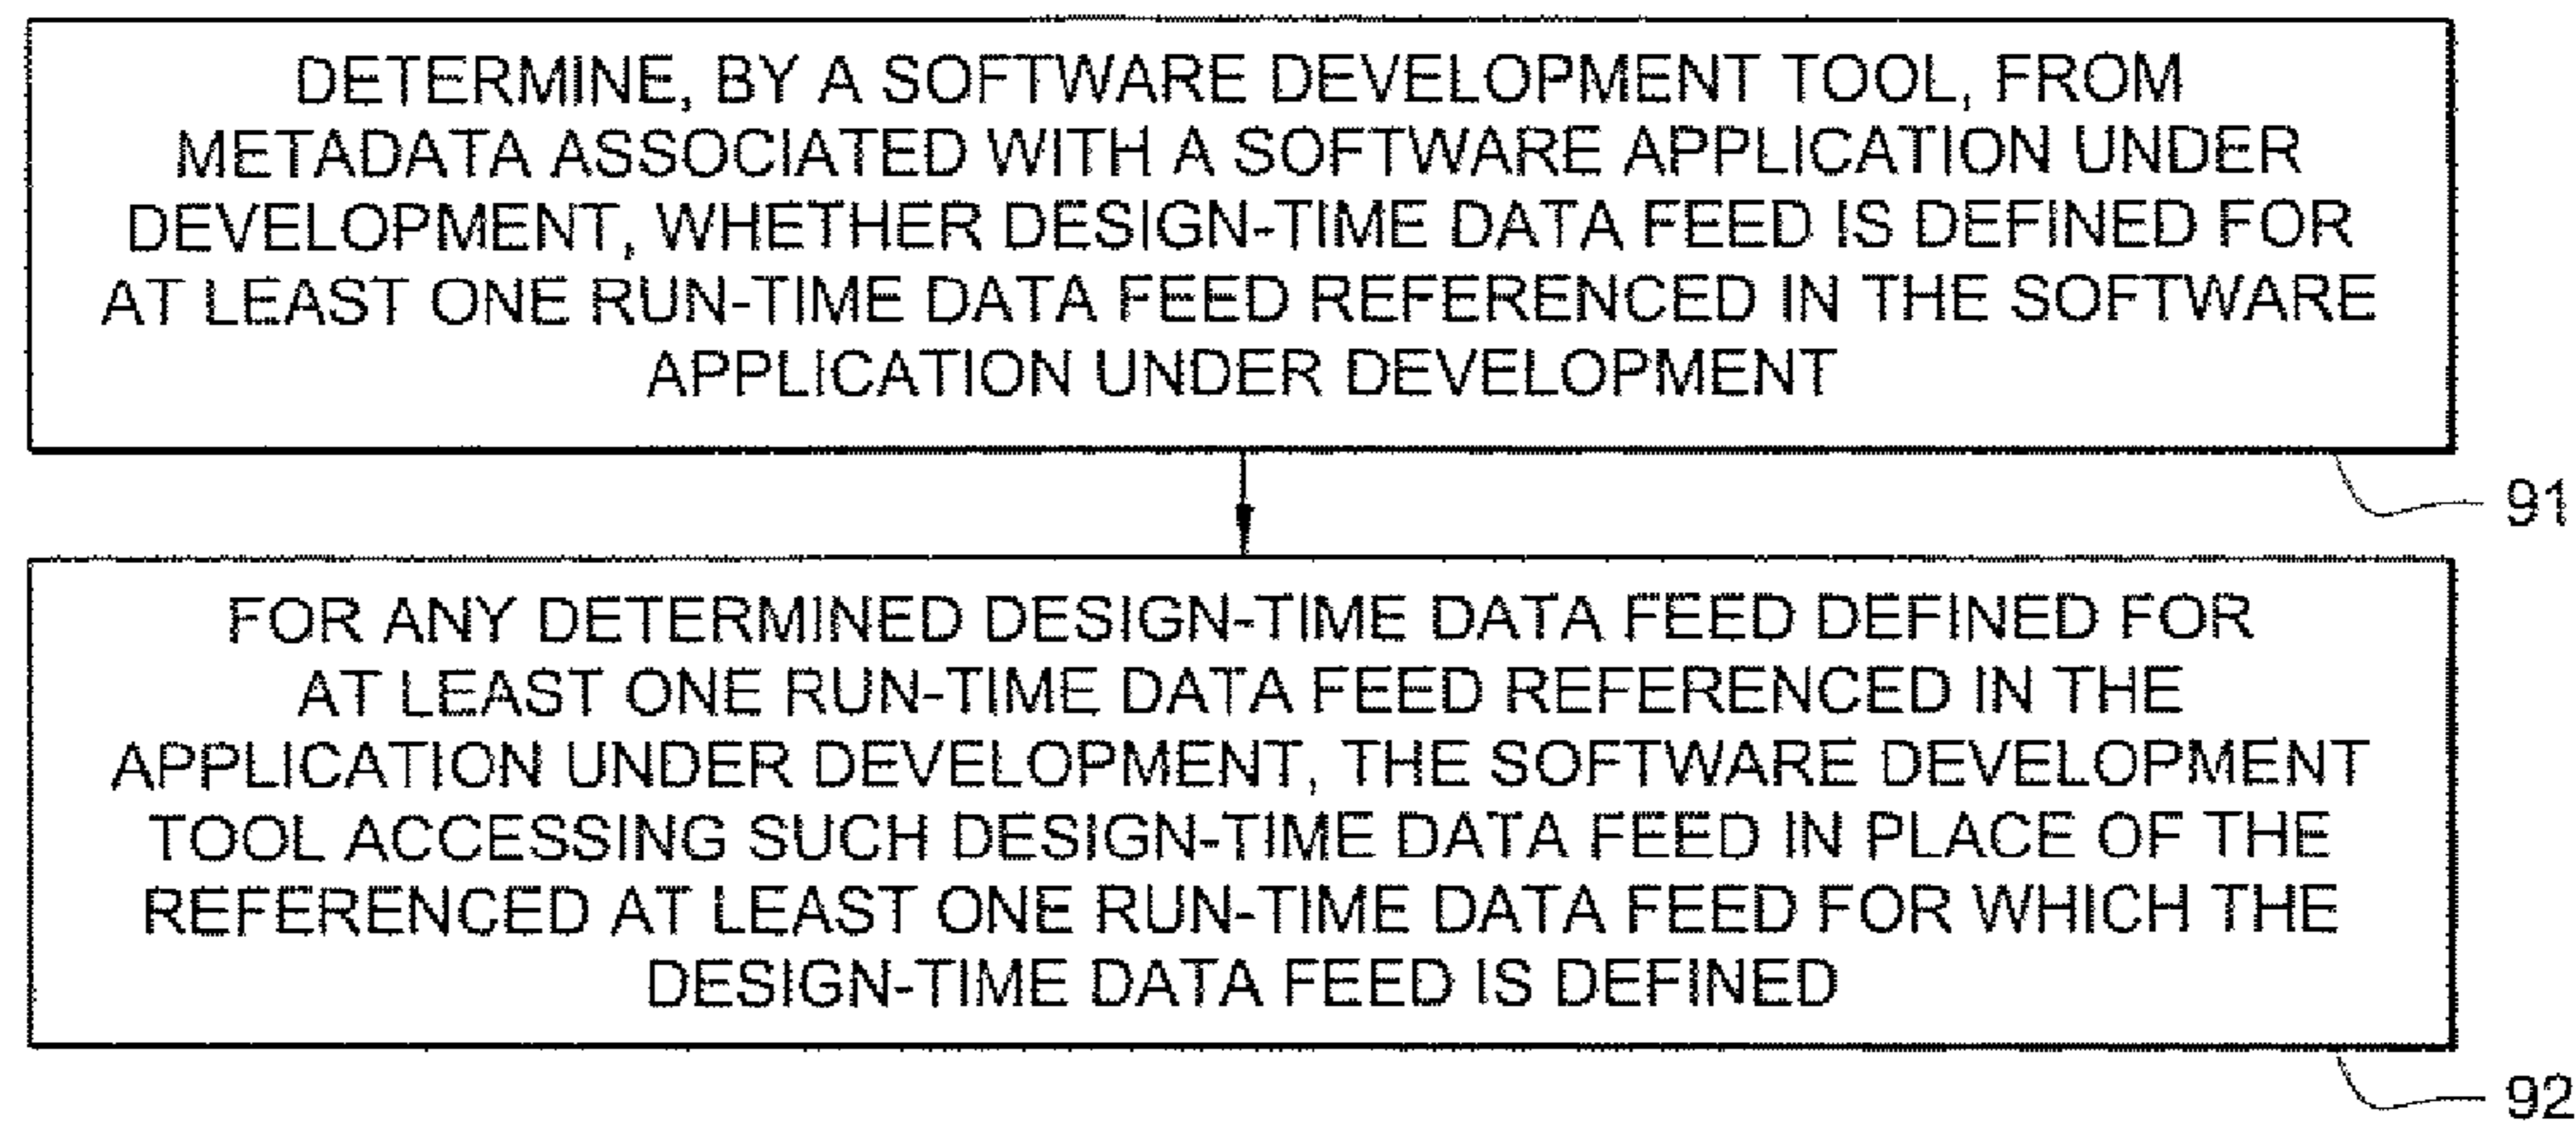 DETERMINE, BY A SOFTWARE DEVELOPMENT TOOL, FROM
METADATA ASSOCIATED WITH A SOFTWARE APPLICATION UNDER
DEVELOPMENT, WHETHER DESIGN-TIME DATA FEED IS DEFINED FOR
AT LEAST ONE RUN-TIME DATA FEED REFERENCED IN THE SOFTWARE
APPLICATION UNDER DEVELOPMENT
91
FOR ANY DETERMINED DESIGN-TIME DATA FEED DEFINED FOR
AT LEAST ONE RUN-TIME DATA FEED REFERENCED IN THE
APPLICATION UNDER DEVELOPMENT, THE SOFTWARE DEVELOPMENT
TOOL ACCESSING SUCH DESIGN-TIME DATA FEED IN PLACE OF THE
REFERENCED AT LEAST ONE RUN-TIME DATA FEED FOR WHICH THE
DESIGN-TIME DATA FEED IS DEFINED
92